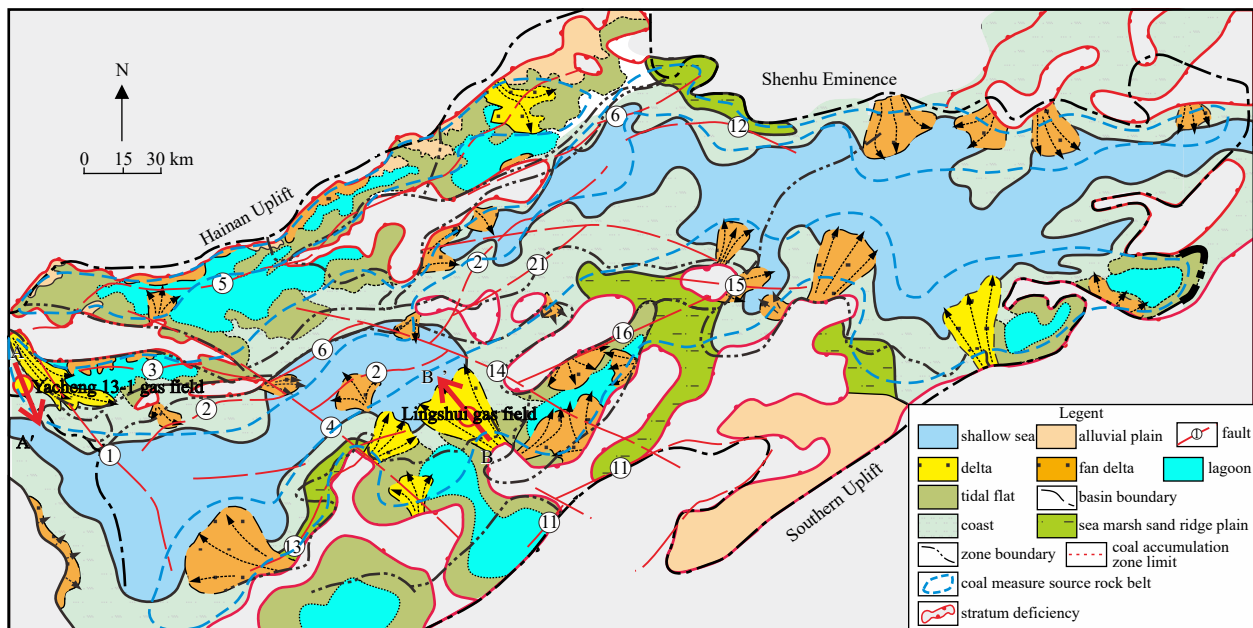 N
0 15 30 km
Hainan Uplift
Shenhu Eminence
6
12
2
21
5
15
16
6
A
3
14
2
B
Yacheng 13-1 gas field
2
Lingshui gas field
4
A′
1
B
11
11
13
Southern Uplift
Legent
shallow sea
alluvial plain
1
fault
delta
fan delta
lagoon
tidal flat
basin boundary
coast
sea marsh sand ridge plain
zone boundary
coal accumulation
zone limit
coal measure source rock belt
stratum deficiency